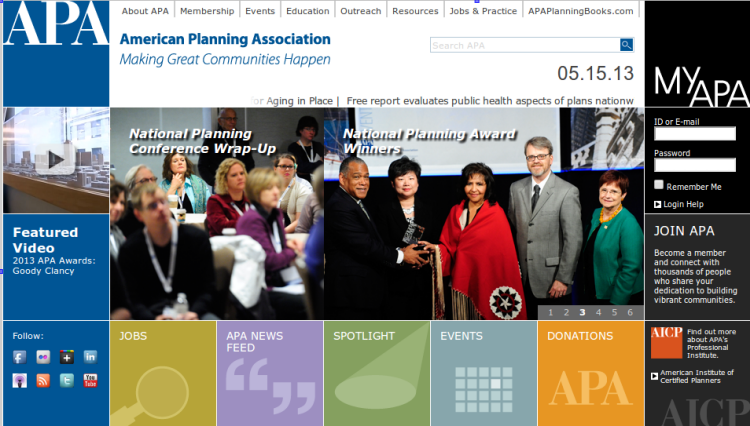 APA
About APA
Membership
Events
Education
Outreach
Resources
Jobs & Practice
APAPlanningBooks.com
American Planning Association
Making Great Communities Happen
Search APA
05.15.13
for Aging in Place | Free report evaluates public health aspects of plans nationw
MY
APA
ID or E-mail
Password
Remember Me
Login Help
National Planning
Conference Wrap-Up
National Planning Award
Winners
1 2 3 4 5 6
Featured
Video
2013 APA Awards:
Goody Clancy
JOIN APA
Become a member
and connect with
thousands of people
who share your
dedication to building
vibrant communities.
Follow:
f
in
t
You
Tube
JOBS
APA NEWS
FEED
SPOTLIGHT
EVENTS
DONATIONS
APA
AICP
Find out more
about APA's
Professional
Institute.
American Institute of
Certified Planners
AICP